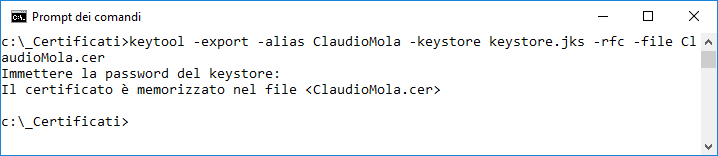 Prompt dei comandi
c:\_Certificati>keytool -export -alias ClaudioMola -keystore keystore.jks -rfc -file Cl
audioMola.cer
Immettere la password del keystore:
Il certificato è memorizzato nel file <ClaudioMola.cer>
c:\_Certificati>